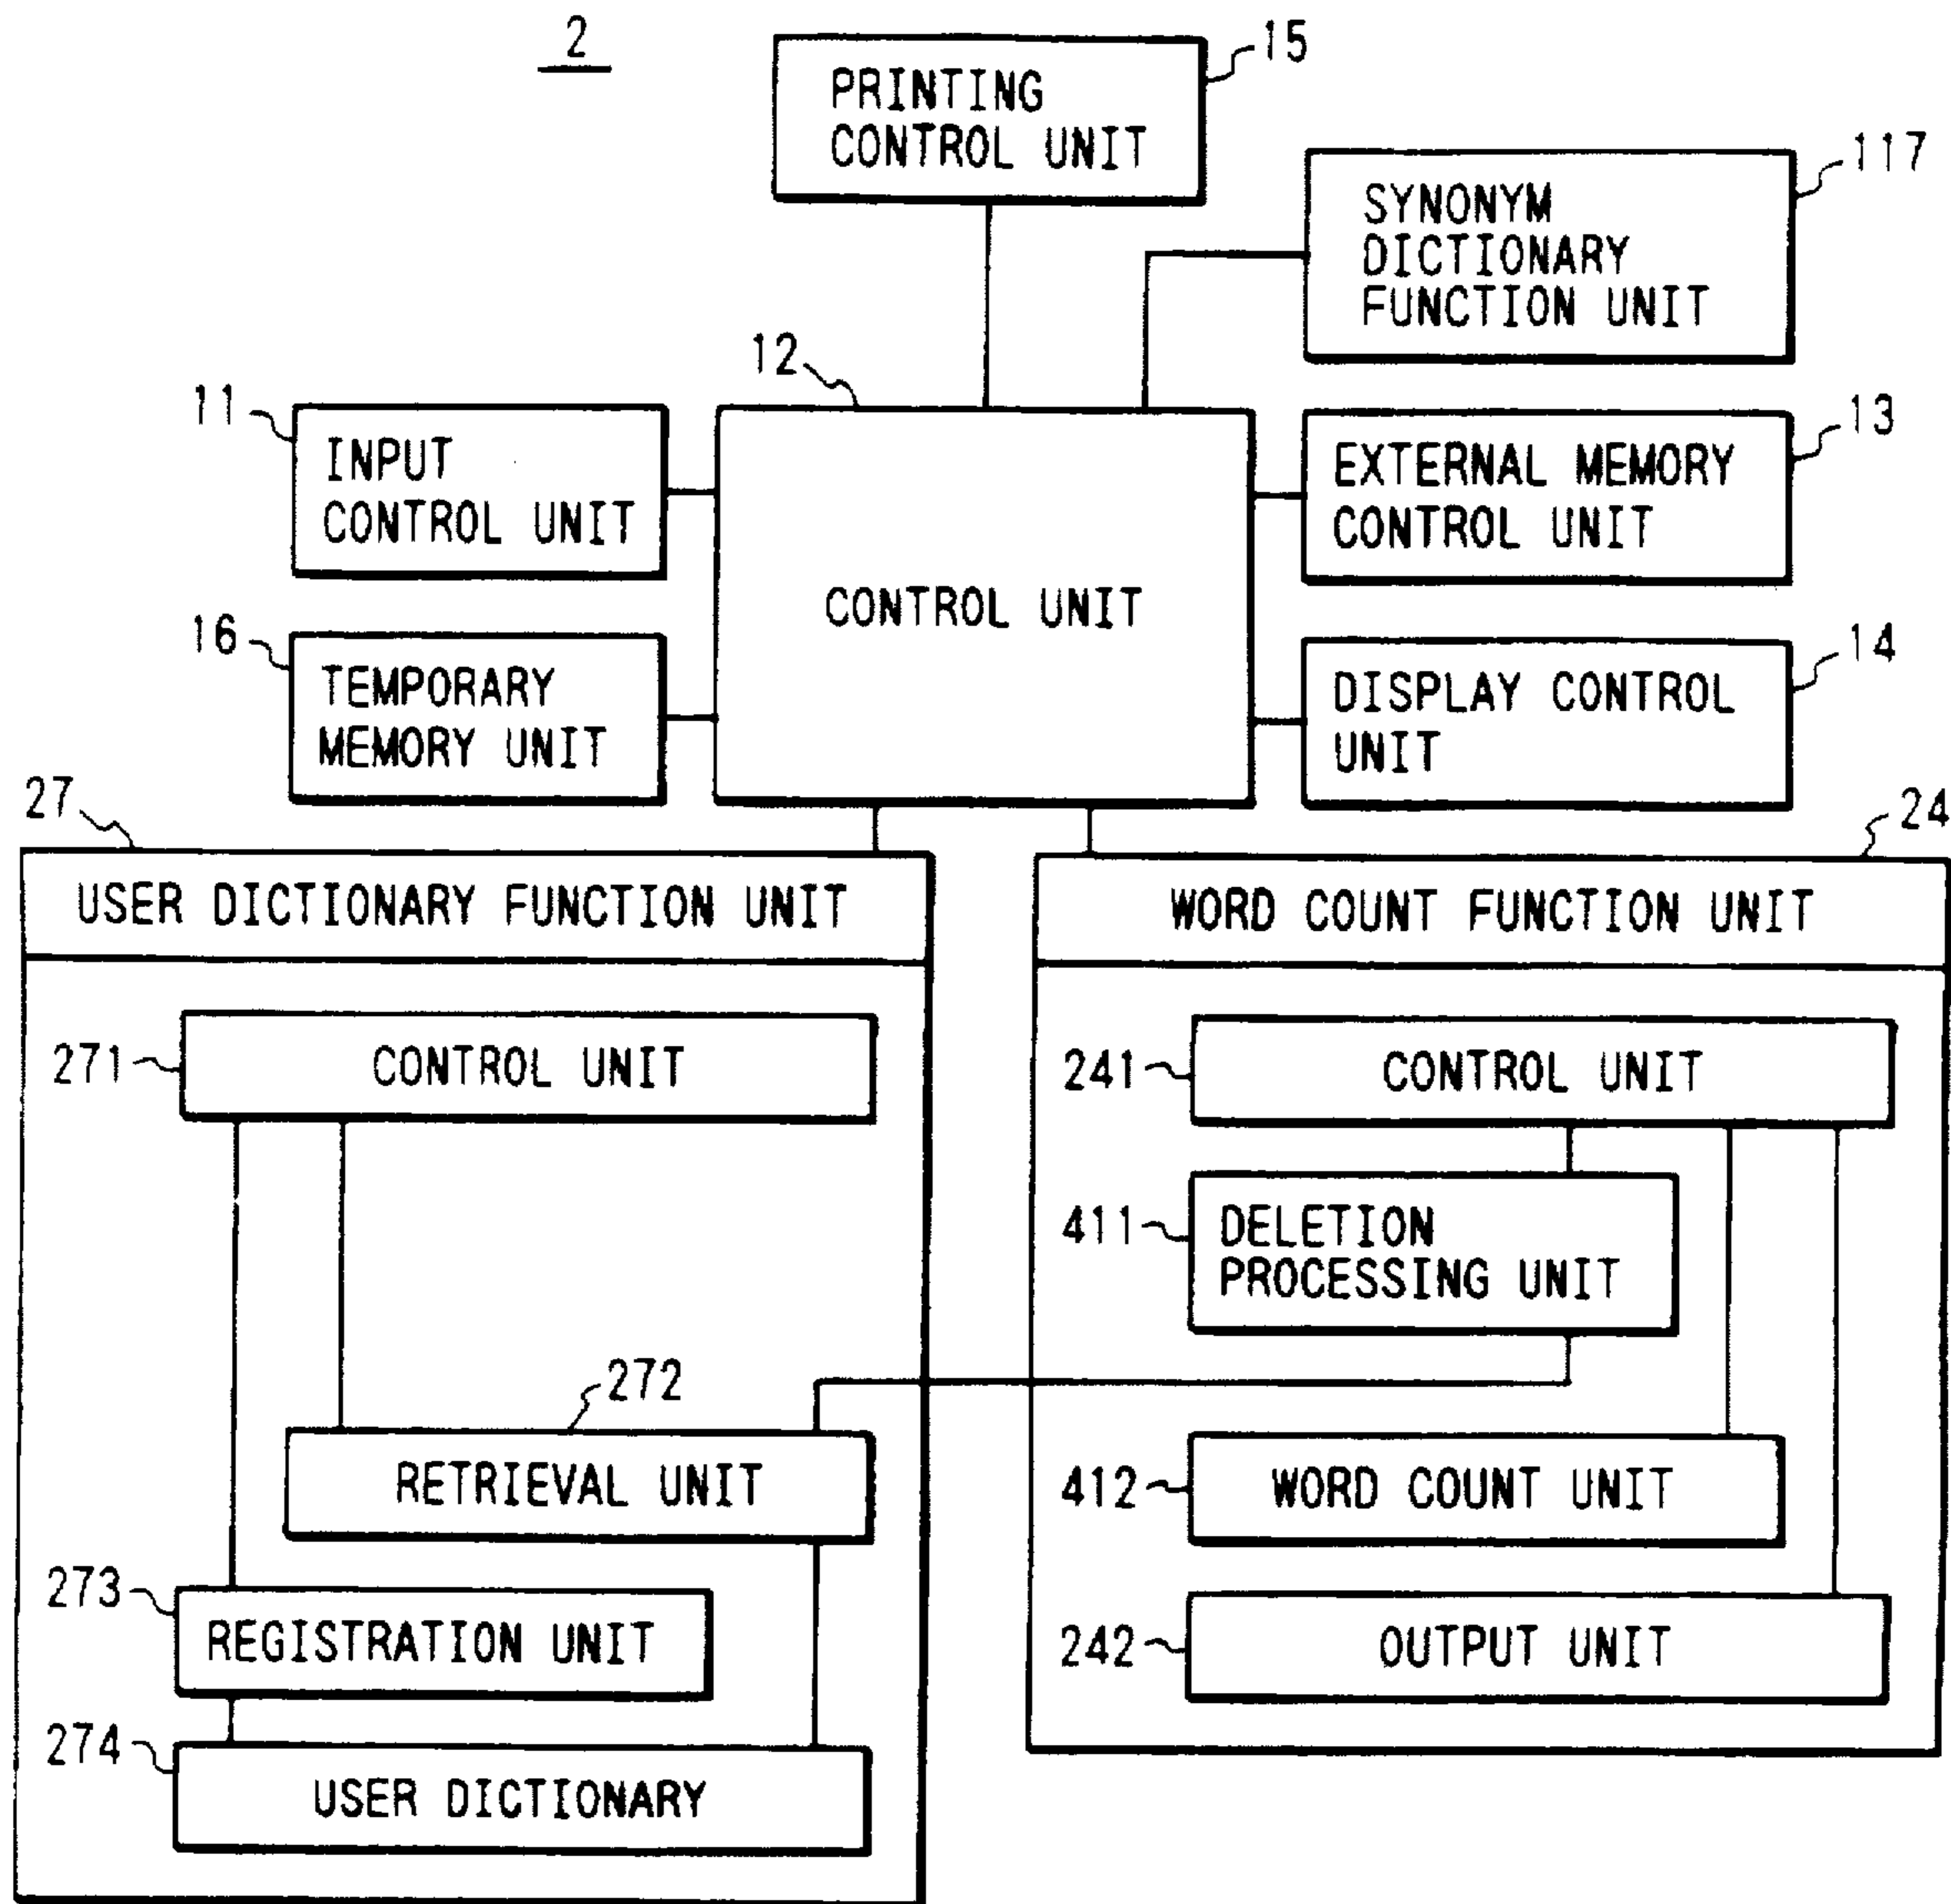 2
PRINTING
CONTROL UNIT
15
SYNONYM
DICTIONARY
FUNCTION UNIT
117
12
CONTROL UNIT
11
INPUT
CONTROL UNIT
EXTERNAL MEMORY
CONTROL UNIT
13
16
TEMPORARY
MEMORY UNIT
DISPLAY CONTROL
UNIT
14
27
USER DICTIONARY FUNCTION UNIT
271
CONTROL UNIT
272
RETRIEVAL UNIT
273
REGISTRATION UNIT
274
USER DICTIONARY
24
WORD COUNT FUNCTION UNIT
241
CONTROL UNIT
411
DELETION
PROCESSING UNIT
412
WORD COUNT UNIT
242
OUTPUT UNIT